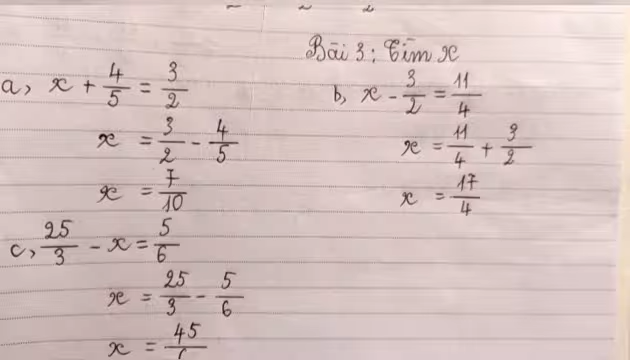 Bài 3: Tìm x
a, x + 4/5 = 3/2
x = 3/2 - 4/5
x = 7/10
b, x - 3/2 = 11/4
x = 11/4 + 3/2
x = 17/4
c, 25/3 - x = 5/6
x = 25/3 - 5/6
x = 45/